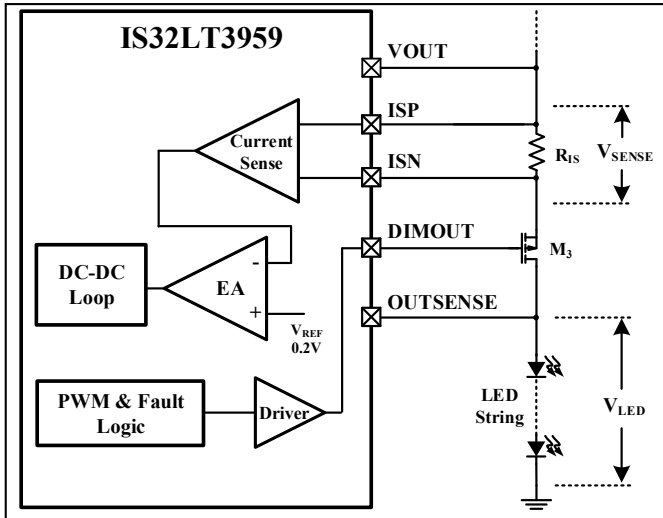 IS32LT3959
VOUT
ISP
Current
Sense
R_IS
V_SENSE
ISN
DIMOUT
M_3
DC-DC
Loop
-
EA
+
V_REF
0.2V
OUTSENSE
PWM & Fault
Logic
Driver
LED
String
V_LED